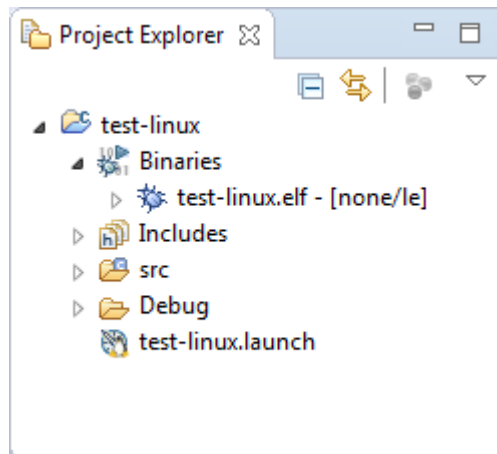 Project Explorer
test-linux
Binaries
test-linux.elf - [none/le]
Includes
src
Debug
test-linux.launch